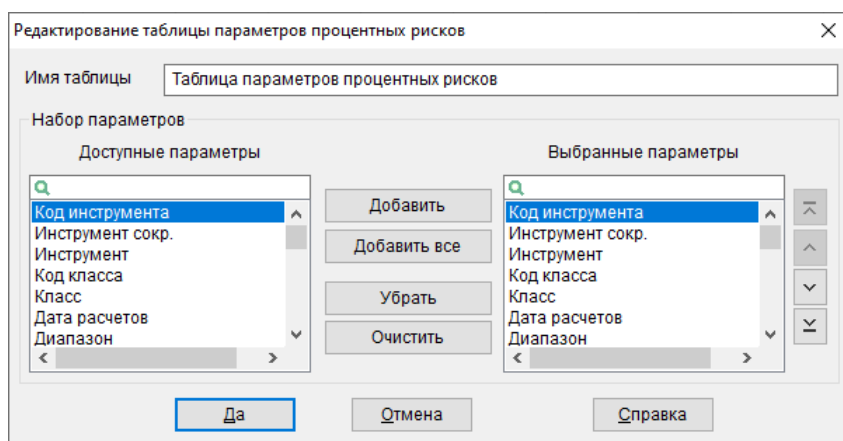 Редактирование таблицы параметров процентных рисков
Имя таблицы
Таблица параметров процентных рисков
Набор параметров
Доступные параметры
Код инструмента
Инструмент сокр.
Инструмент
Код класса
Класс
Дата расчетов
Диапазон
Добавить
Добавить все
Убрать
Очистить
Выбранные параметры
Код инструмента
Инструмент сокр.
Инструмент
Код класса
Класс
Дата расчетов
Диапазон
Да
Отмена
Справка